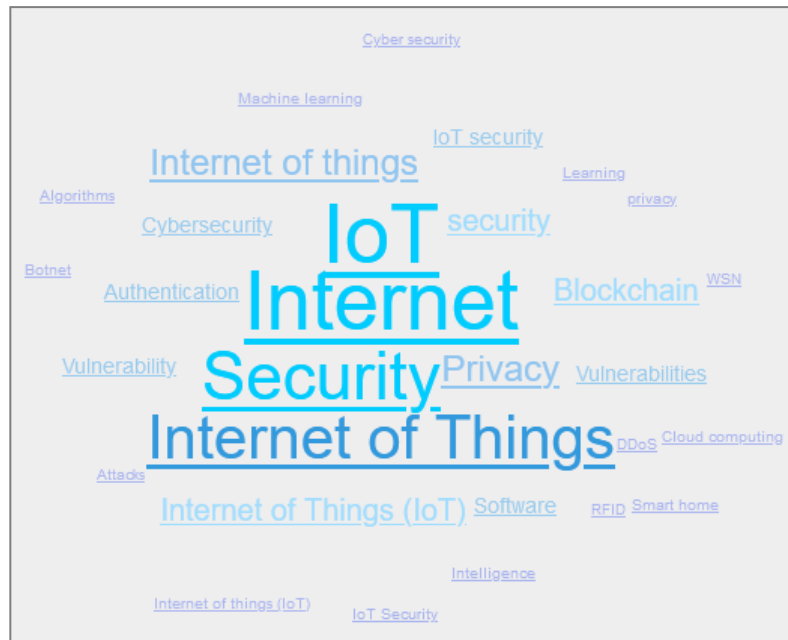 Cyber security
Machine learning
IoT security
Internet of things
Learning
Algorithms
privacy
IoT
security
Cybersecurity
Botnet
WSN
Authentication
Internet
Blockchain
Vulnerability
Security
Privacy
Vulnerabilities
Internet of Things
DDoS
Cloud computing
Attacks
Internet of Things (IoT)
Software
RFID
Smart home
Intelligence
Internet of things (IoT)
IoT Security